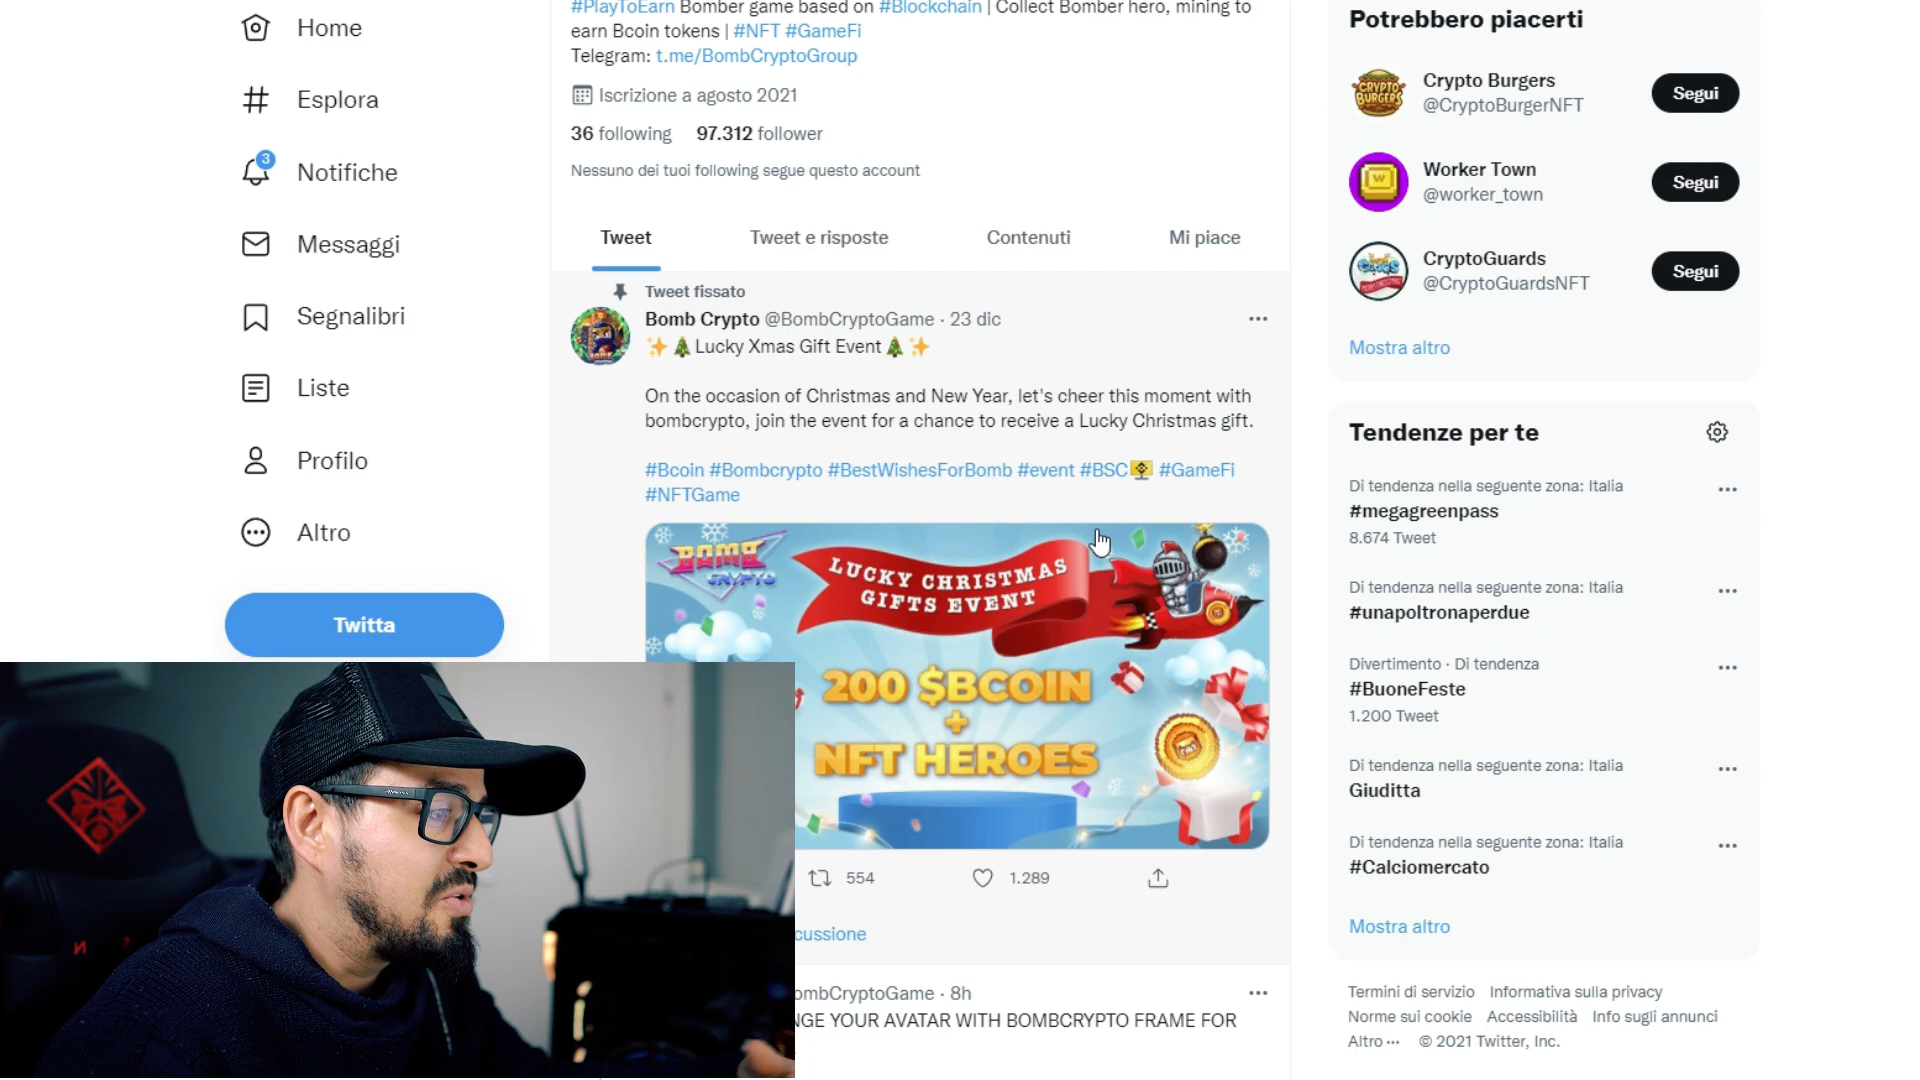 Home
Esplora
3
Notifiche
Messaggi
Segnalibri
Liste
Profilo
Altro
Twitta
#PlayToEarn Bomber game based on #Blockchain | Collect Bomber hero, mining to
earn Bcoin tokens | #NFT #GameFi
Telegram: t.me/BombCryptoGroup
Iscrizione a agosto 2021
36 following 97.312 follower
Nessuno dei tuoi following segue questo account
Tweet Tweet e risposte Contenuti Mi piace
Tweet fissato
Bomb Crypto @BombCryptoGame · 23 dic
✨🎄Lucky Xmas Gift Event🎄✨
On the occasion of Christmas and New Year, let's cheer this moment with
bombcrypto, join the event for a chance to receive a Lucky Christmas gift.
#Bcoin #Bombcrypto #BestWishesForBomb #event #BSC #GameFi
#NFTGame
BOMB
CRYPTO
LUCKY CHRISTMAS
GIFTS EVENT
200 $BCOIN
+
NFT HEROES
554 1.289
cussione
ombCryptoGame · 8h
NGE YOUR AVATAR WITH BOMBCRYPTO FRAME FOR
Potrebbero piacerti
CRYPTO
BURGERS
Crypto Burgers
@CryptoBurgerNFT
Segui
W
Worker Town
@worker_town
Segui
CryptoGuards
@CryptoGuardsNFT
Segui
Mostra altro
Tendenze per te
Di tendenza nella seguente zona: Italia
#megagreenpass
8.674 Tweet
Di tendenza nella seguente zona: Italia
#unapoltronaperdue
Divertimento · Di tendenza
#BuoneFeste
1.200 Tweet
Di tendenza nella seguente zona: Italia
Giuditta
Di tendenza nella seguente zona: Italia
#Calciomercato
Mostra altro
Termini di servizio Informativa sulla privacy
Norme sui cookie Accessibilità Info sugli annunci
Altro ··· © 2021 Twitter, Inc.